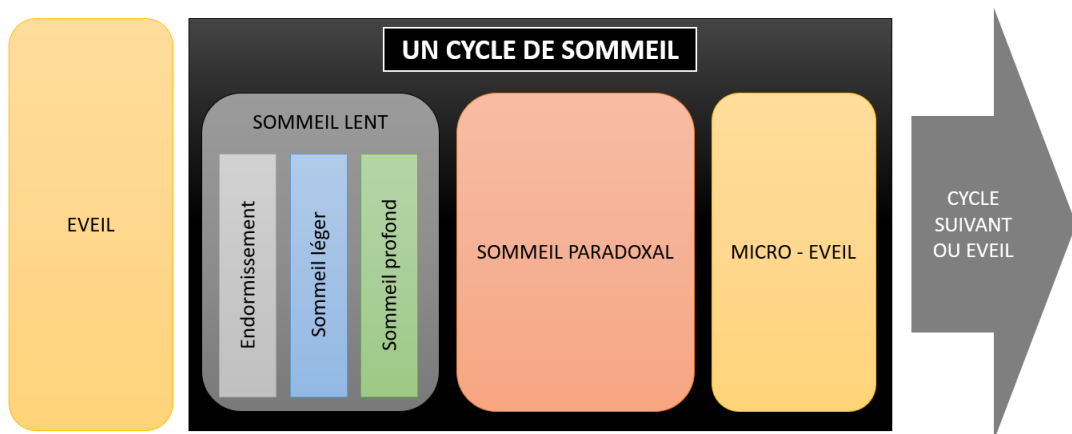 EVEIL
UN CYCLE DE SOMMEIL
SOMMEIL LENT
Endormissement
Sommeil léger
Sommeil profond
SOMMEIL PARADOXAL
MICRO - EVEIL
CYCLE
SUIVANT
OU EVEIL